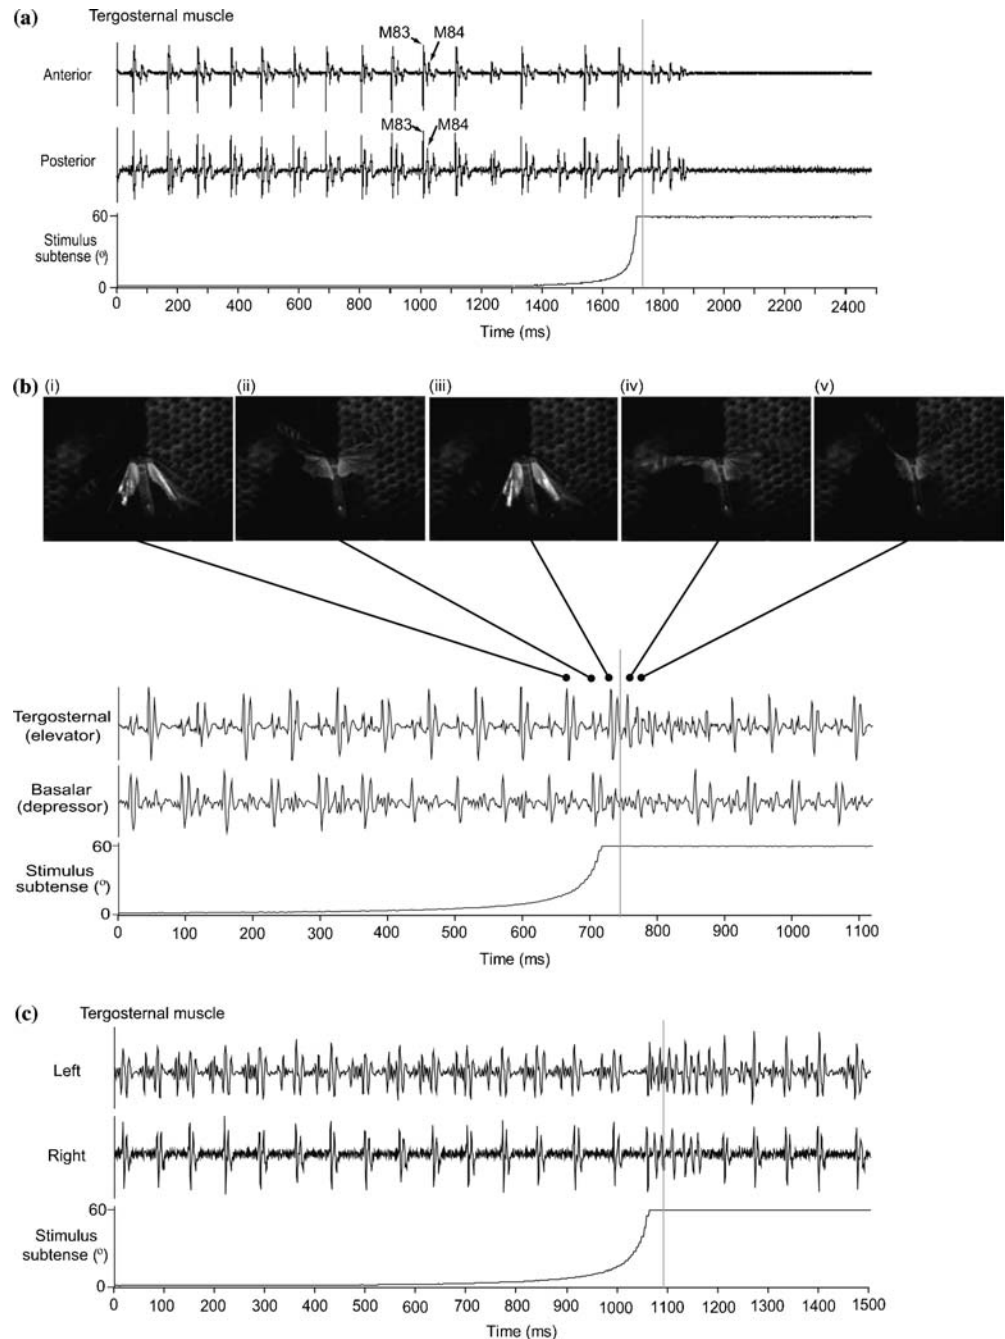 (a) Tergosternal muscle
M83 M84
Anterior
M83 M84
Posterior
60
Stimulus
subtense (º)
0
0 200 400 600 800 1000 1200 1400 1600 1800 2000 2200 2400
Time (ms)
(b) (i) (ii) (iii) (iv) (v)
Tergosternal
(elevator)
Basalar
(depressor)
60
Stimulus
subtense (º)
0
0 100 200 300 400 500 600 700 800 900 1000 1100
Time (ms)
(c) Tergosternal muscle
Left
Right
60
Stimulus
subtense (º)
0
0 100 200 300 400 500 600 700 800 900 1000 1100 1200 1300 1400 1500
Time (ms)